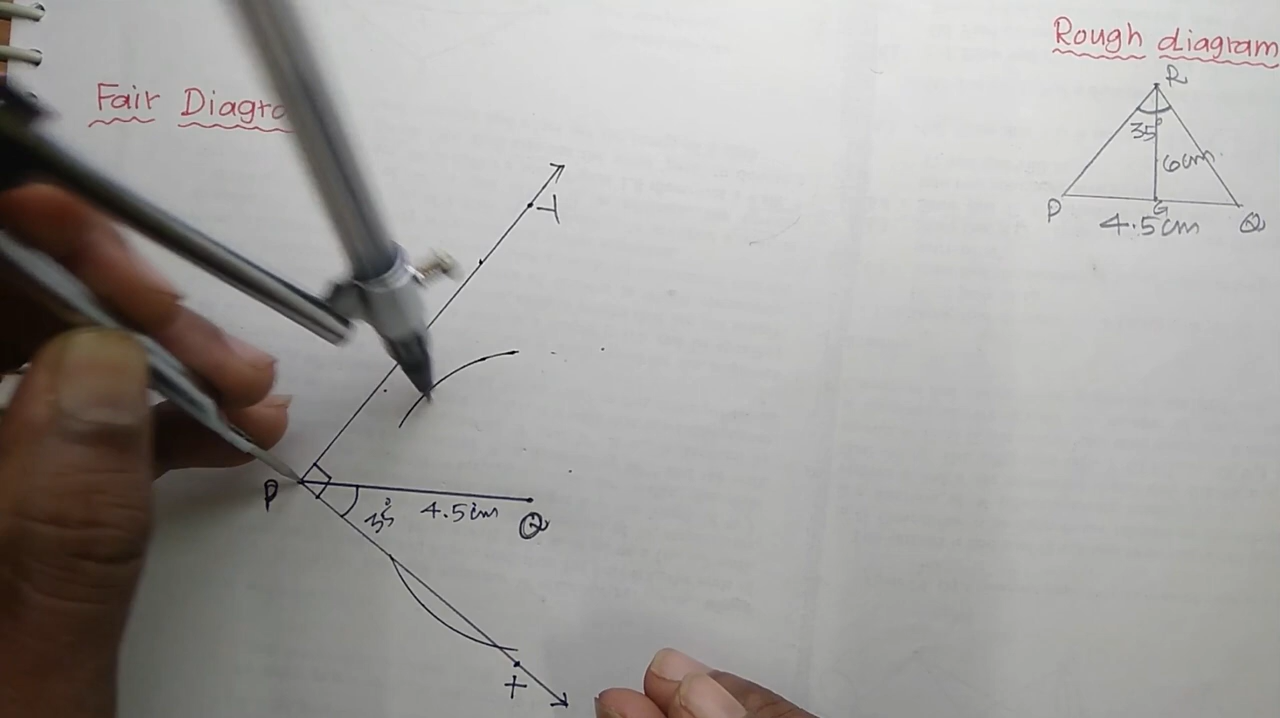 Rough diagram
R
35°
6cm
P
G
Q
4.5cm
Fair Diagra
Y
P
35°
4.5cm
Q
+